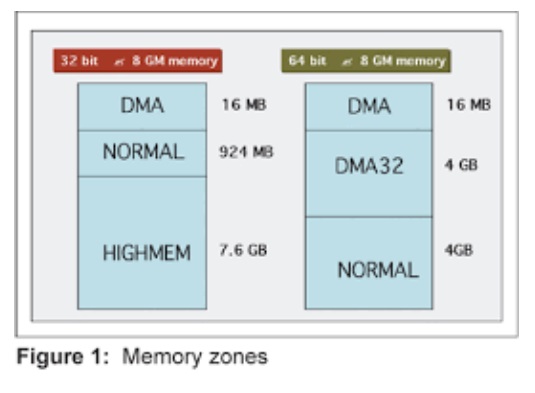 32 bit w 8 GM memory
DMA 16 MB
NORMAL 924 MB
HIGHMEM 7.6 GB
64 bit w 8 GM memory
DMA 16 MB
DMA32 4 GB
NORMAL 4GB
Figure 1: Memory zones